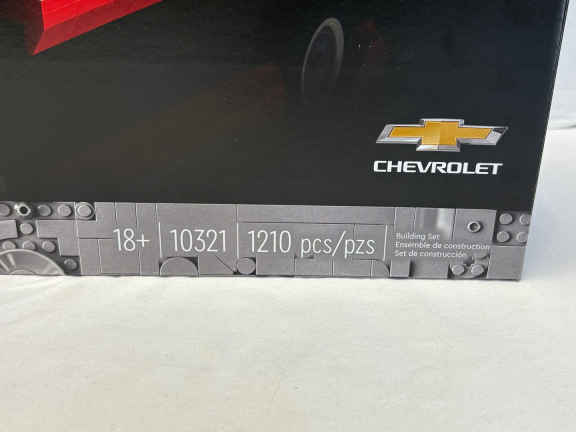 CHEVROLET
18+ 10321 1210 pcs/pzs
Building Set
Ensemble de construction
Set de construcción